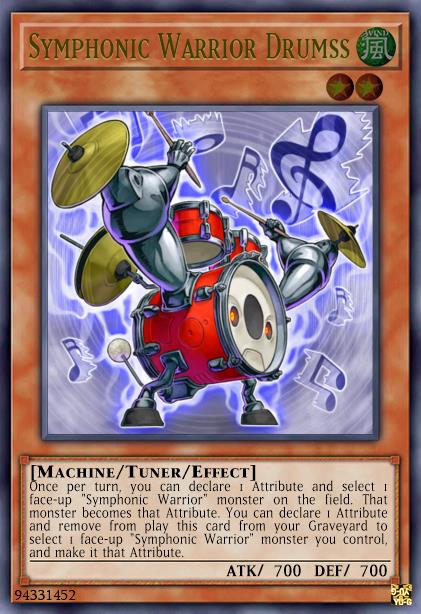 SYMPHONIC WARRIOR DRUMSS
WIND
風
[MACHINE/TUNER/EFFECT]
Once per turn, you can declare 1 Attribute and select 1
face-up "Symphonic Warrior" monster on the field. That
monster becomes that Attribute. You can declare 1 Attribute
and remove from play this card from your Graveyard to
select 1 face-up "Symphonic Warrior" monster you control,
and make it that Attribute.
ATK/ 700 DEF/ 700
94331452